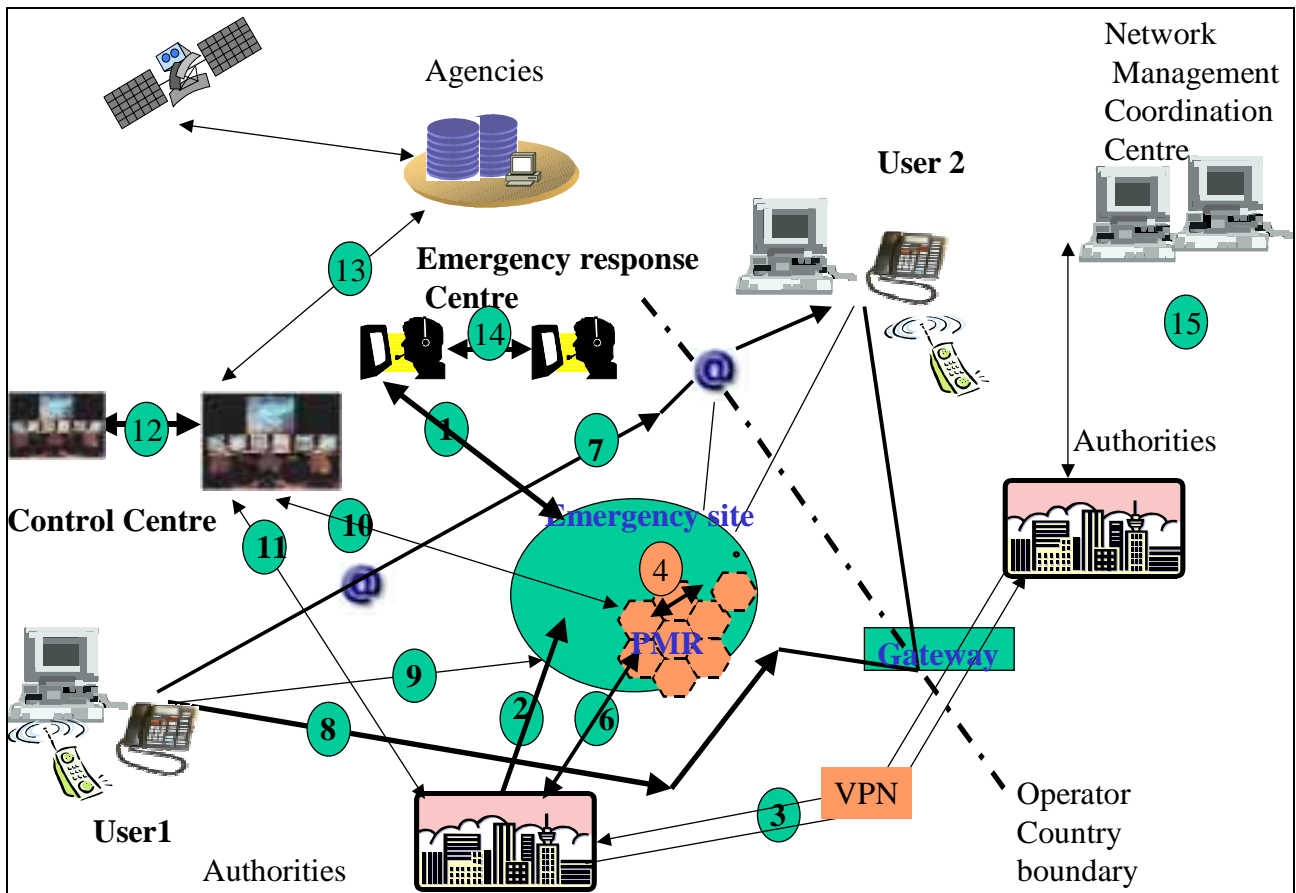 Agencies
Network
Management
Coordination
Centre
User 2
13
Emergency response
Centre
14
15
@
12
1
7
Authorities
Control Centre
10
Emergency site
11
4
@
PMR
Gateway
9
2
6
8
VPN
3
User1
Authorities
Operator
Country
boundary